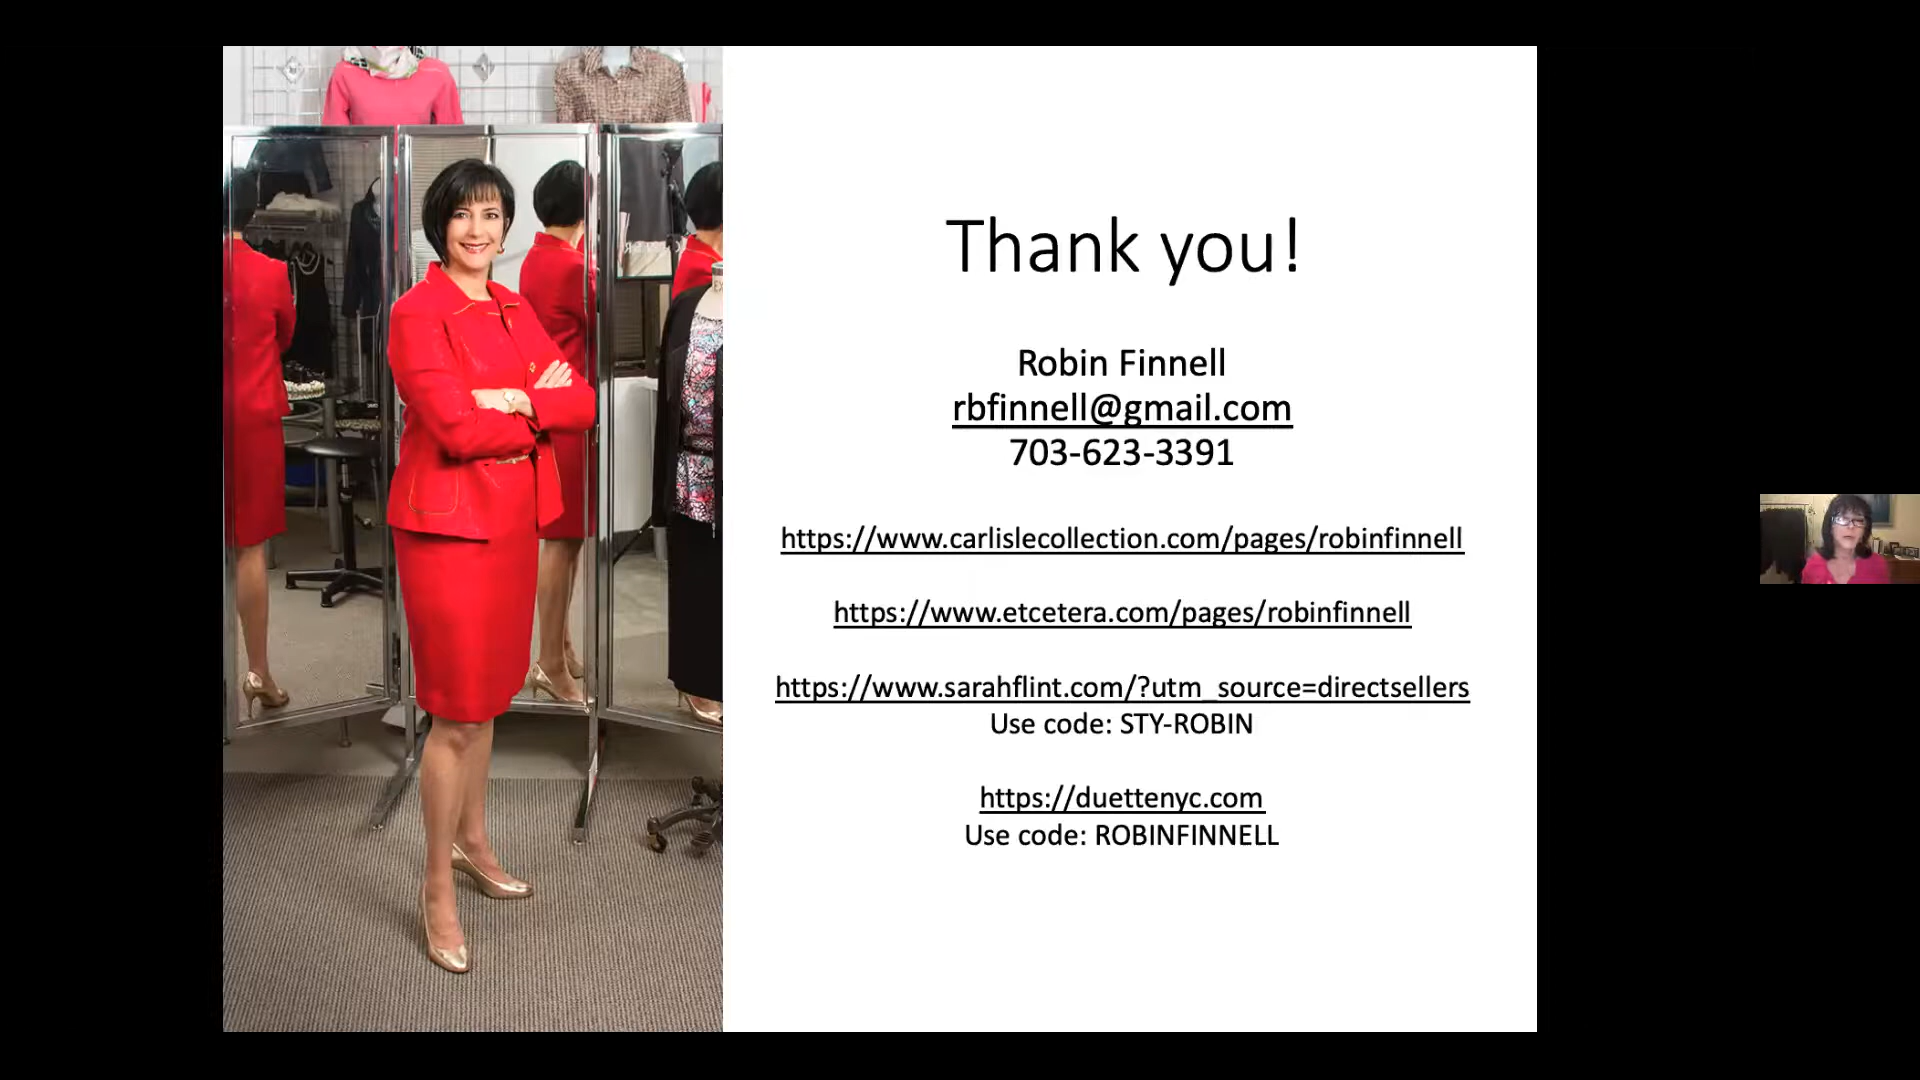 Thank you!
Robin Finnell
rbfinnell@gmail.com
703-623-3391
https://www.carlislecollection.com/pages/robinfinnell
https://www.etcetera.com/pages/robinfinnell
https://www.sarahflint.com/?utm_source=directsellers
Use code: STY-ROBIN
https://duettenyc.com
Use code: ROBINFINNELL